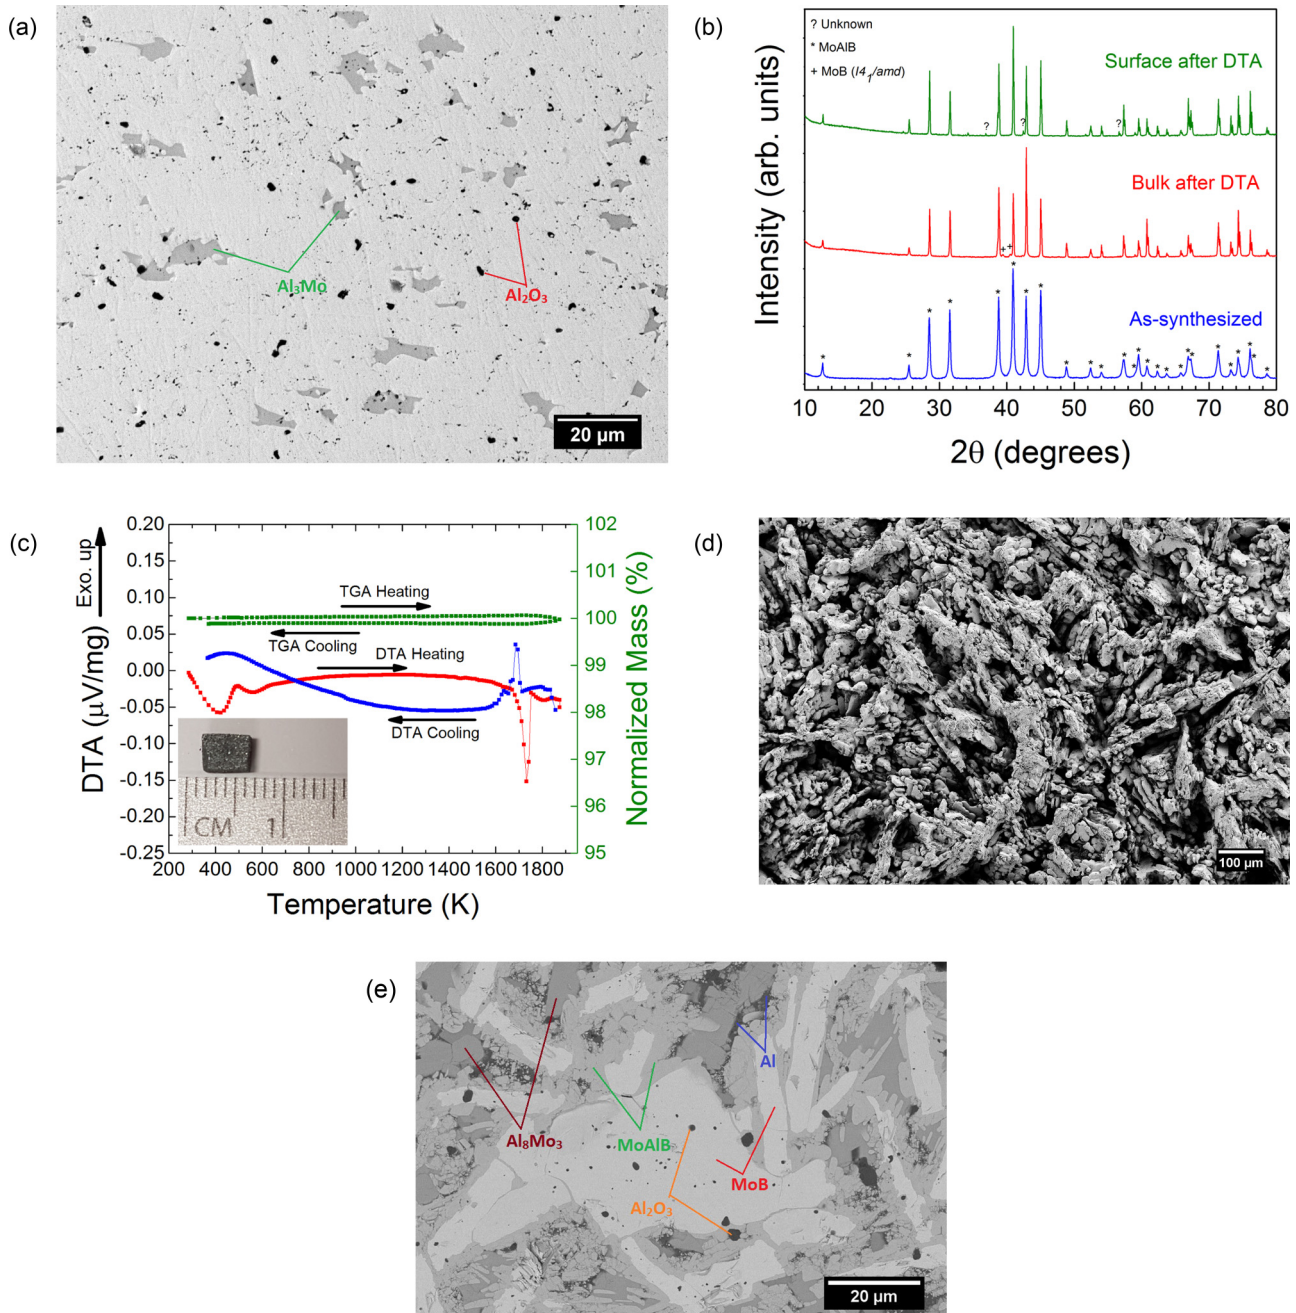 (a)
Al₃Mo
Al₂O₃
20 µm
(b)
Intensity (arb. units)
? Unknown
* MoAlB
+ MoB (I4₁/amd)
Surface after DTA
? ? ?
Bulk after DTA
+ +
As-synthesized
* * * * * * * * * * * * * * * * * * * * * * * *
10 20 30 40 50 60 70 80
2θ (degrees)
(c)
Exo. up
DTA (µV/mg)
0.20
0.15
0.10
0.05
0.00
-0.05
-0.10
-0.15
-0.20
-0.25
TGA Heating
TGA Cooling
DTA Heating
DTA Cooling
CM 1
102
101
100
99
98
97
96
95
Normalized Mass (%)
200 400 600 800 1000 1200 1400 1600 1800
Temperature (K)
(d)
100 µm
(e)
Al₈Mo₃
MoAlB
Al
MoB
Al₂O₃
20 µm